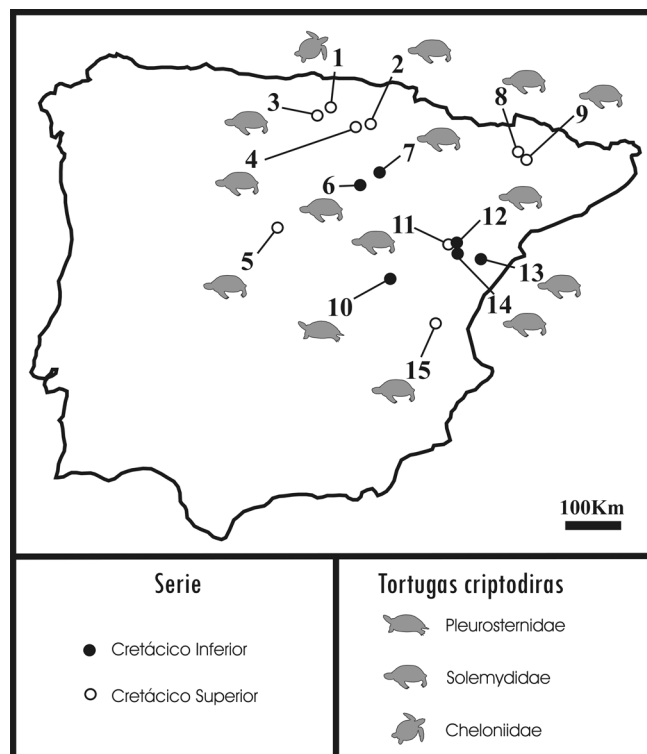 1
2
3
8
9
4
7
6
12
11
5
13
10
14
15
100Km
Serie
Cretácico Inferior
Cretácico Superior
Tortugas criptodiras
Pleurosternidae
Solemydidae
Cheloniidae